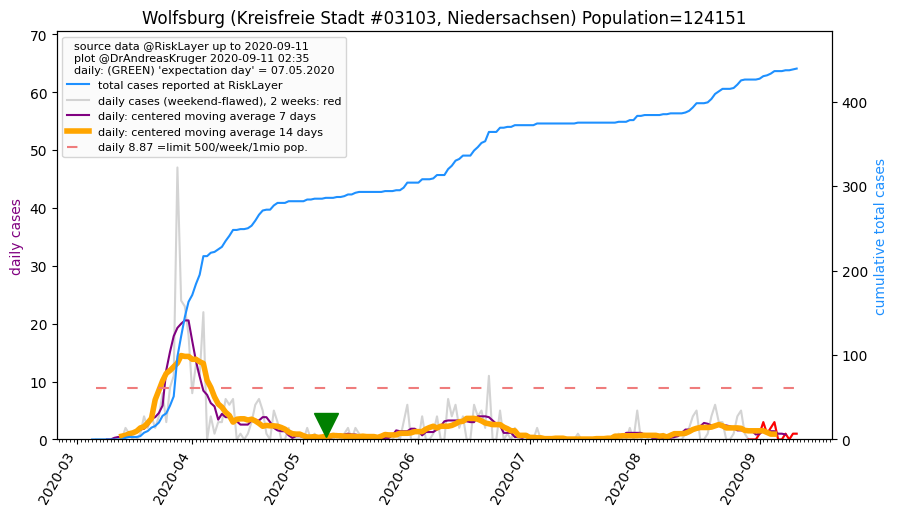 Wolfsburg (Kreisfreie Stadt #03103, Niedersachsen) Population=124151
source data @RiskLayer up to 2020-09-11
plot @DrAndreasKruger 2020-09-11 02:35
daily: (GREEN) 'expectation day' = 07.05.2020
total cases reported at RiskLayer
daily cases (weekend-flawed), 2 weeks: red
daily: centered moving average 7 days
daily: centered moving average 14 days
daily 8.87 =limit 500/week/1mio pop.
daily cases
70
60
50
40
30
20
10
0
cumulative total cases
400
300
200
100
0
2020-03
2020-04
2020-05
2020-06
2020-07
2020-08
2020-09